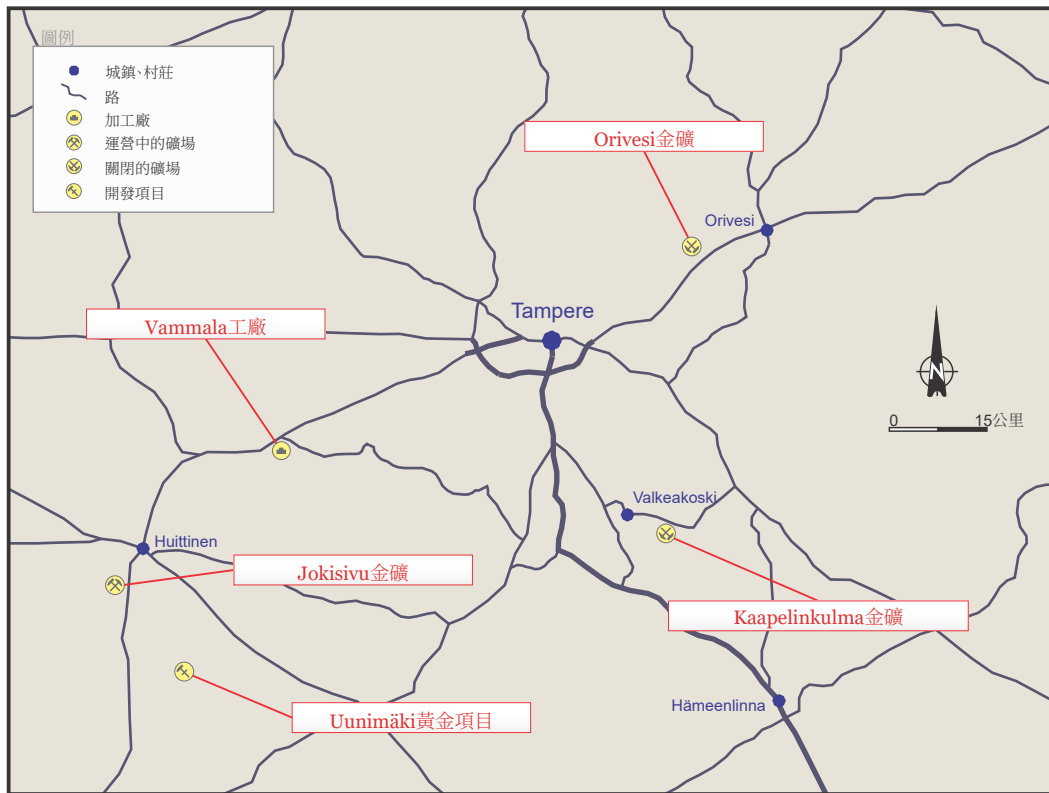 圖例
城鎮、村莊
路
加工廠
運營中的礦場
關閉的礦場
開發項目
Orivesi金礦
Orivesi
Tampere
Vammala工廠
N
0 15公里
Valkeakoski
Huittinen
Jokisivu金礦
Kaapelinkulma金礦
Hämeenlinna
Uunimäki黃金項目